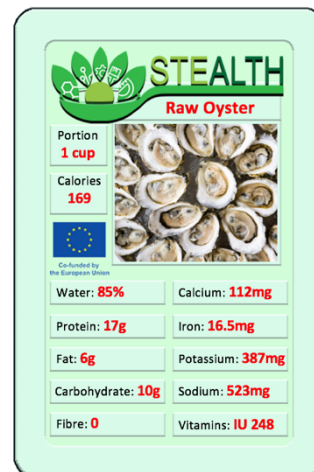 STEALTH
Raw Oyster
Portion
1 cup
Calories
169
Co-funded by
the European Union
Water: 85%
Calcium: 112mg
Protein: 17g
Iron: 16.5mg
Fat: 6g
Potassium: 387mg
Carbohydrate: 10g
Sodium: 523mg
Fibre: 0
Vitamins: IU 248